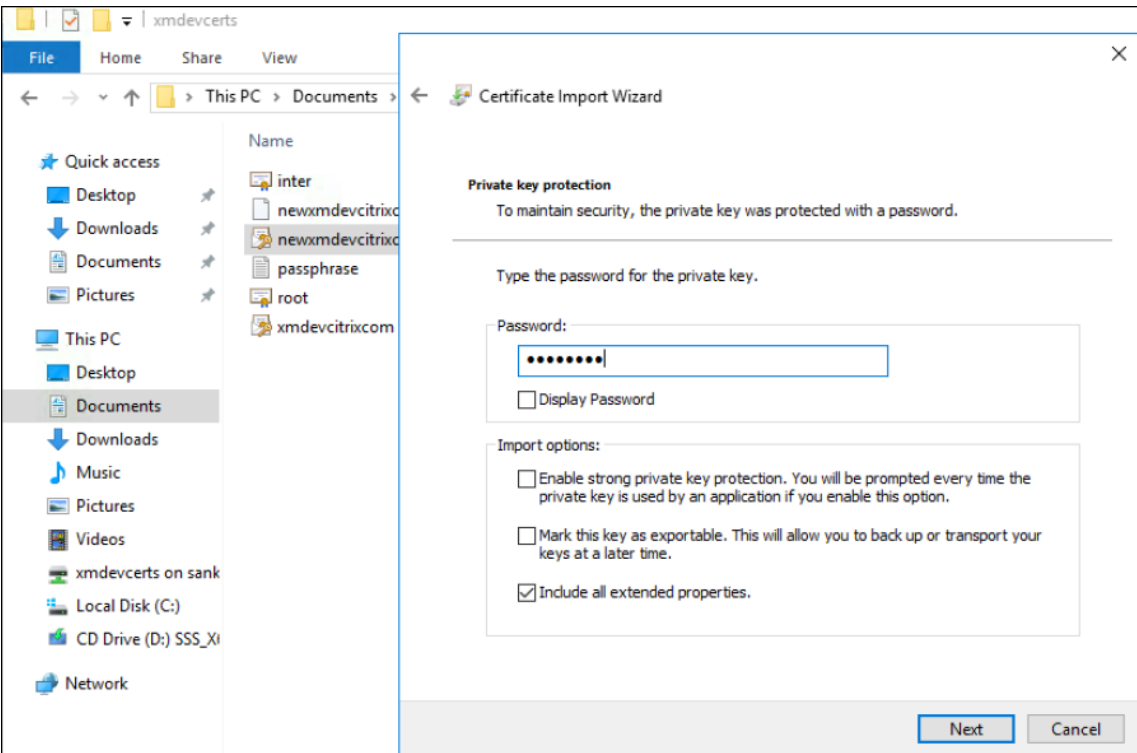 xmdevcerts
File Home Share View
This PC > Documents >
Name
Quick access
Desktop
Downloads
Documents
Pictures
This PC
Desktop
Documents
Downloads
Music
Pictures
Videos
xmdevcerts on sank
Local Disk (C:)
CD Drive (D:) SSS_X
Network
inter
newxmdevcitrixc
newxmdevcitrixc
passphrase
root
xmdevcitrixcom
Certificate Import Wizard
Private key protection
To maintain security, the private key was protected with a password.
Type the password for the private key.
Password:
••••••••
Display Password
Import options:
Enable strong private key protection. You will be prompted every time the
private key is used by an application if you enable this option.
Mark this key as exportable. This will allow you to back up or transport your
keys at a later time.
Include all extended properties.
Next Cancel